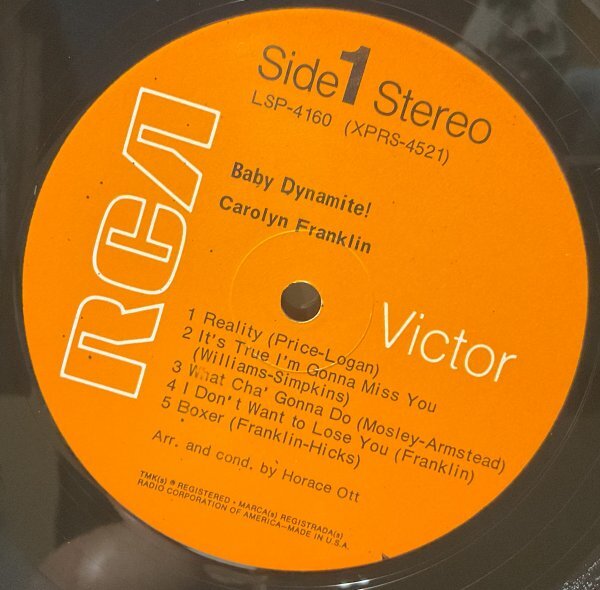 Side 1 Stereo
LSP-4160 (XPRS-4521)
Baby Dynamite!
Carolyn Franklin
RCA
Victor
1 Reality (Price-Logan)
2 It's True I'm Gonna Miss You
(Williams-Simpkins)
3 What Cha' Gonna Do (Mosley-Armstead)
4 I Don't Want to Lose You (Franklin)
5 Boxer (Franklin-Hicks)
Arr. and cond. by Horace Ott
TMK(s) ® REGISTERED • MARCA(s) REGISTRADA(s)
RADIO CORPORATION OF AMERICA—MADE IN U.S.A.